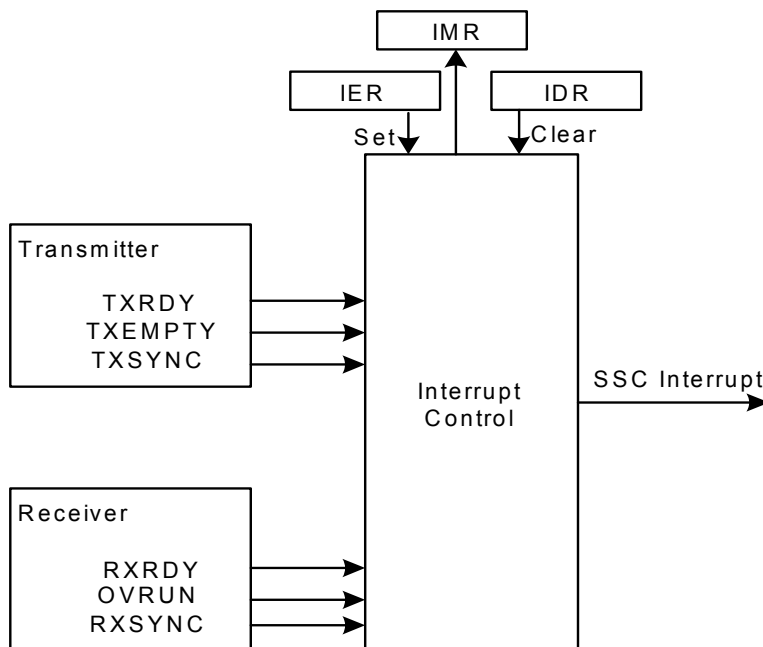 IMR
IER
IDR
Set
Clear
Transmitter
TXRDY
TXEMPTY
TXSYNC
Interrupt
Control
SSC Interrupt
Receiver
RXRDY
OVRUN
RXSYNC